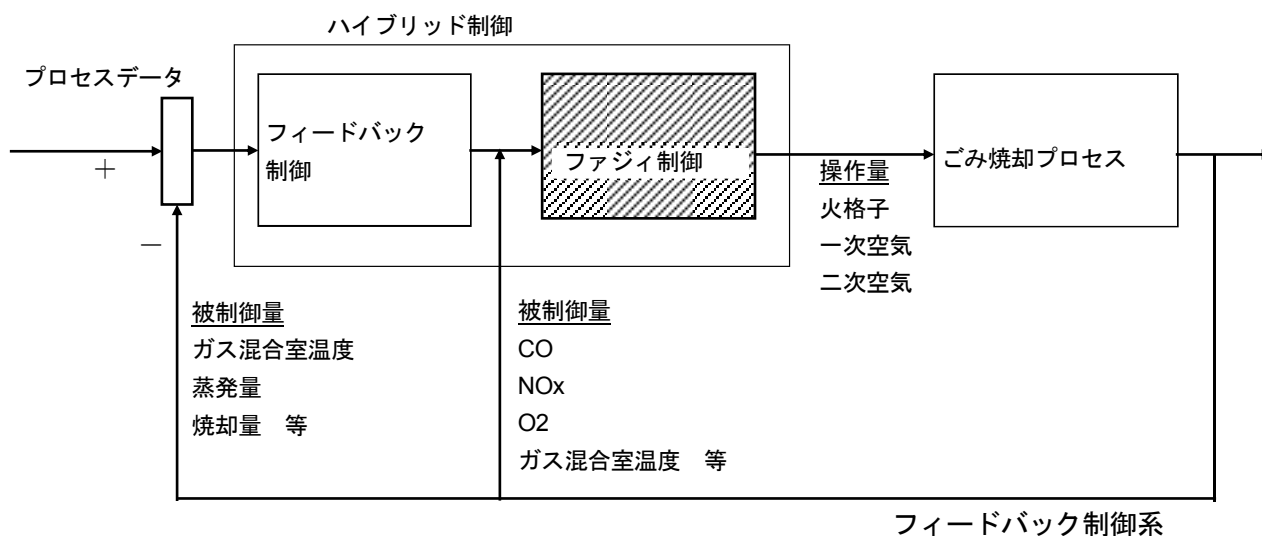 ハイブリッド制御
プロセスデータ
＋
－
フィードバック
制御
ファジィ制御
操作量
火格子
一次空気
二次空気
ごみ焼却プロセス
被制御量
ガス混合室温度
蒸発量
焼却量　等
被制御量
CO
NOx
O2
ガス混合室温度　等
フィードバック制御系